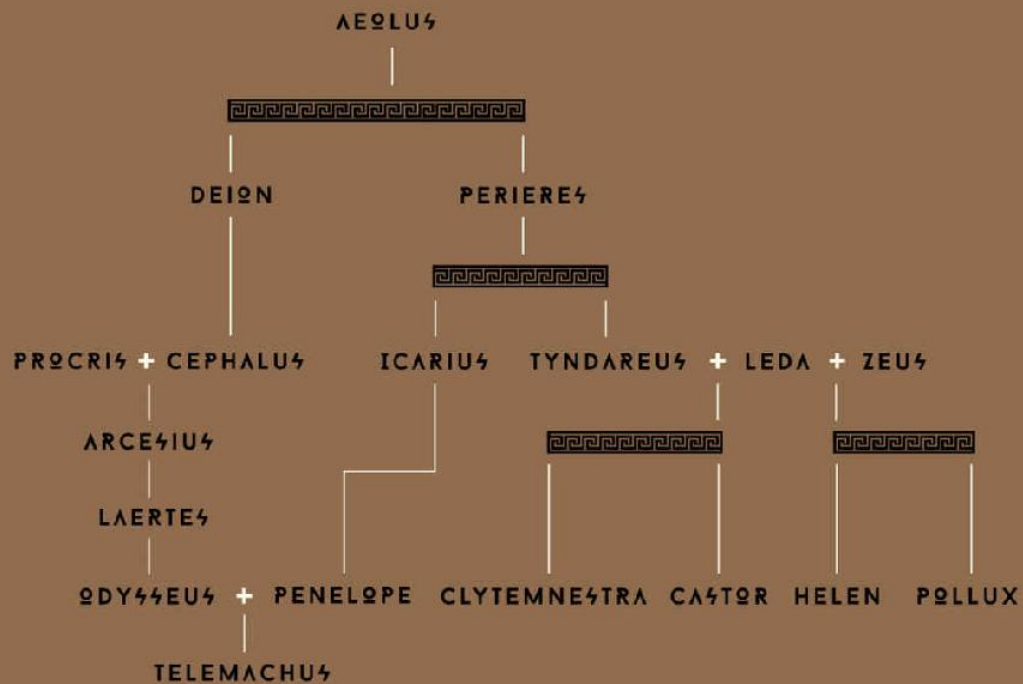 AEOLUS
DEION PERIERES
PROCRIS + CEPHALUS ICARIUS TYNDAREUS + LEDA + ZEUS
ARCESIUS
LAERTES
ODYSSEUS + PENELOPE CLYTEMNESTRA CASTOR HELEN POLLUX
TELEMACHUS